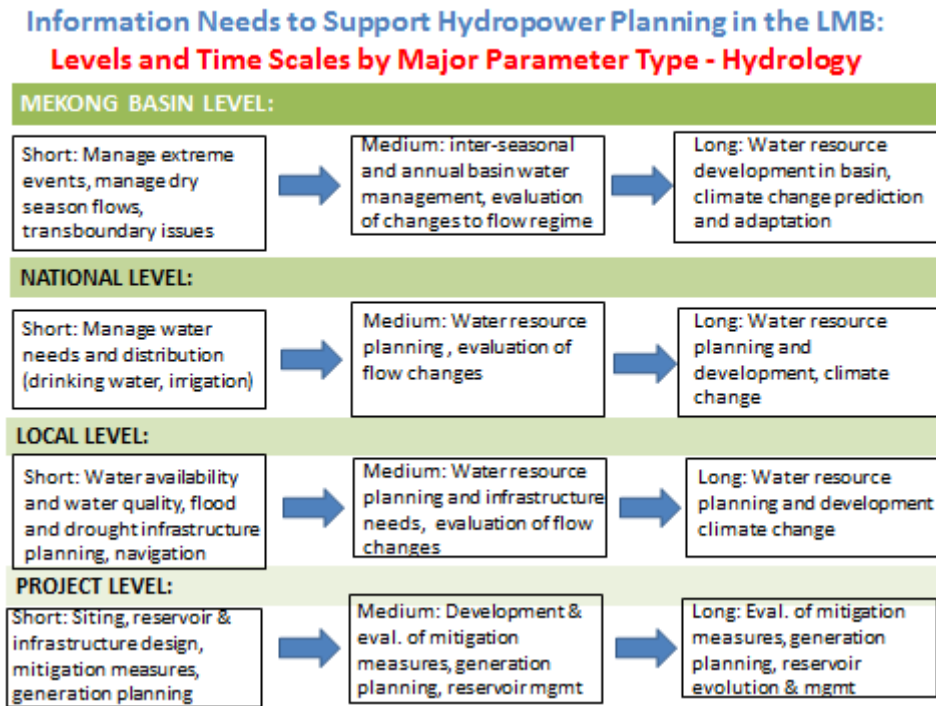 Information Needs to Support Hydropower Planning in the LMB:
Levels and Time Scales by Major Parameter Type - Hydrology
MEKONG BASIN LEVEL:
Short: Manage extreme
events, manage dry
season flows,
transboundary issues
Medium: inter-seasonal
and annual basin water
management, evaluation
of changes to flow regime
Long: Water resource
development in basin,
climate change prediction
and adaptation
NATIONAL LEVEL:
Short: Manage water
needs and distribution
(drinking water, irrigation)
Medium: Water resource
planning , evaluation of
flow changes
Long: Water resource
planning and
development, climate
change
LOCAL LEVEL:
Short: Water availability
and water quality, flood
and drought infrastructure
planning, navigation
Medium: Water resource
planning and infrastructure
needs, evaluation of flow
changes
Long: Water resource
planning and development
climate change
PROJECT LEVEL:
Short: Siting, reservoir &
infrastructure design,
mitigation measures,
generation planning
Medium: Development &
eval. of mitigation
measures, generation
planning, reservoir mgmt
Long: Eval. of mitigation
measures, generation
planning, reservoir
evolution & mgmt